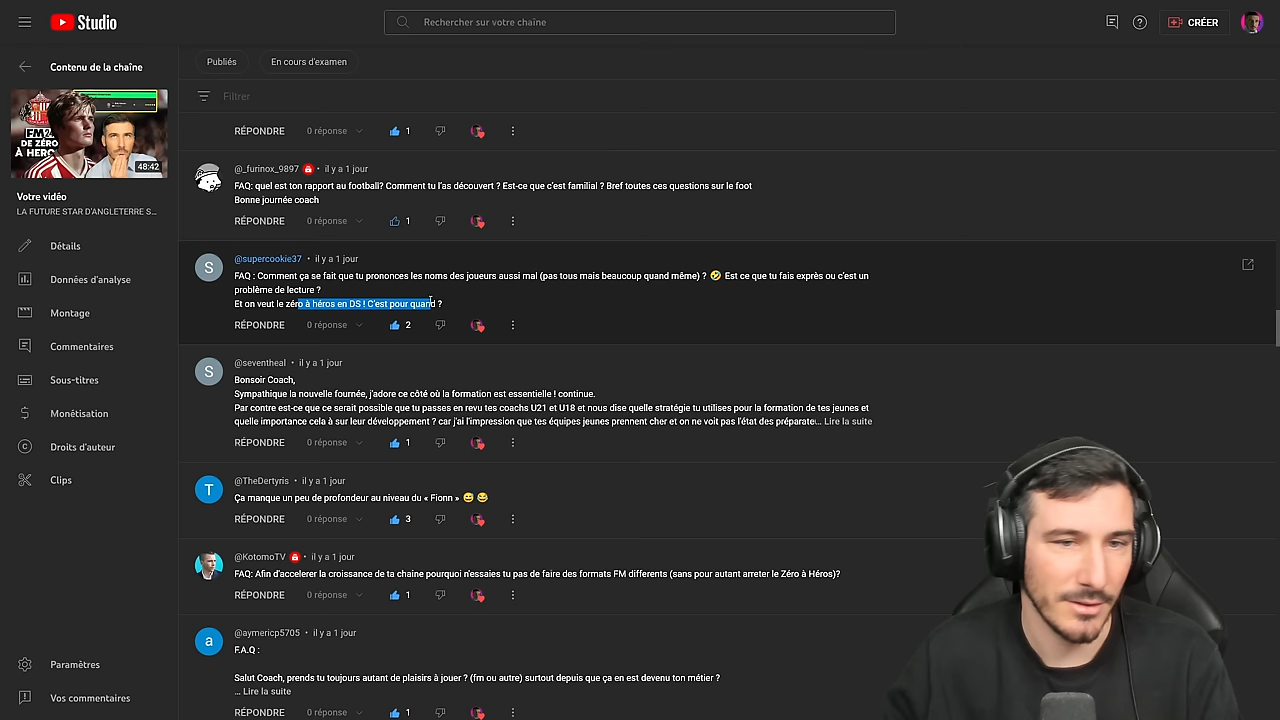 Studio
Rechercher sur votre chaîne
CRÉER
Contenu de la chaîne
Publiés
En cours d'examen
Filtrer
FM24
DE ZÉRO
À HERO
48:42
Votre vidéo
LA FUTURE STAR D'ANGLETERRE S...
Détails
Données d'analyse
Montage
Commentaires
Sous-titres
Monétisation
Droits d'auteur
Clips
Paramètres
Vos commentaires
RÉPONDRE 0 réponse 1
@_furinox_9897 • il y a 1 jour
FAQ: quel est ton rapport au football? Comment tu l'as découvert ? Est-ce que c'est familial ? Bref toutes ces questions sur le foot
Bonne journée coach
RÉPONDRE 0 réponse 1
S
@supercookie37 • il y a 1 jour
FAQ : Comment ça se fait que tu prononces les noms des joueurs aussi mal (pas tous mais beaucoup quand même) ? 🤣 Est ce que tu fais exprès ou c'est un
problème de lecture ?
Et on veut le zéro à héros en DS ! C'est pour quand ?
RÉPONDRE 0 réponse 2
S
@seventheal • il y a 1 jour
Bonsoir Coach,
Sympathique la nouvelle fournée, j'adore ce côté où la formation est essentielle ! continue.
Par contre est-ce que ce serait possible que tu passes en revu tes coachs U21 et U18 et nous dise quelle stratégie tu utilises pour la formation de tes jeunes et
quelle importance cela à sur leur développement ? car j'ai l'impression que tes équipes jeunes prennent cher et on ne voit pas l'état des préparate... Lire la suite
RÉPONDRE 0 réponse 1
T
@TheDertyris • il y a 1 jour
Ça manque un peu de profondeur au niveau du « Fionn » 😅 😂
RÉPONDRE 0 réponse 3
@KotomoTV • il y a 1 jour
FAQ: Afin d'accelerer la croissance de ta chaine pourquoi n'essaies tu pas de faire des formats FM differents (sans pour autant arreter le Zéro à Héros)?
RÉPONDRE 0 réponse 1
a
@aymericp5705 • il y a 1 jour
F.A.Q :
Salut Coach, prends tu toujours autant de plaisirs à jouer ? (fm ou autre) surtout depuis que ça en est devenu ton métier ?
... Lire la suite
RÉPONDRE 0 réponse 1